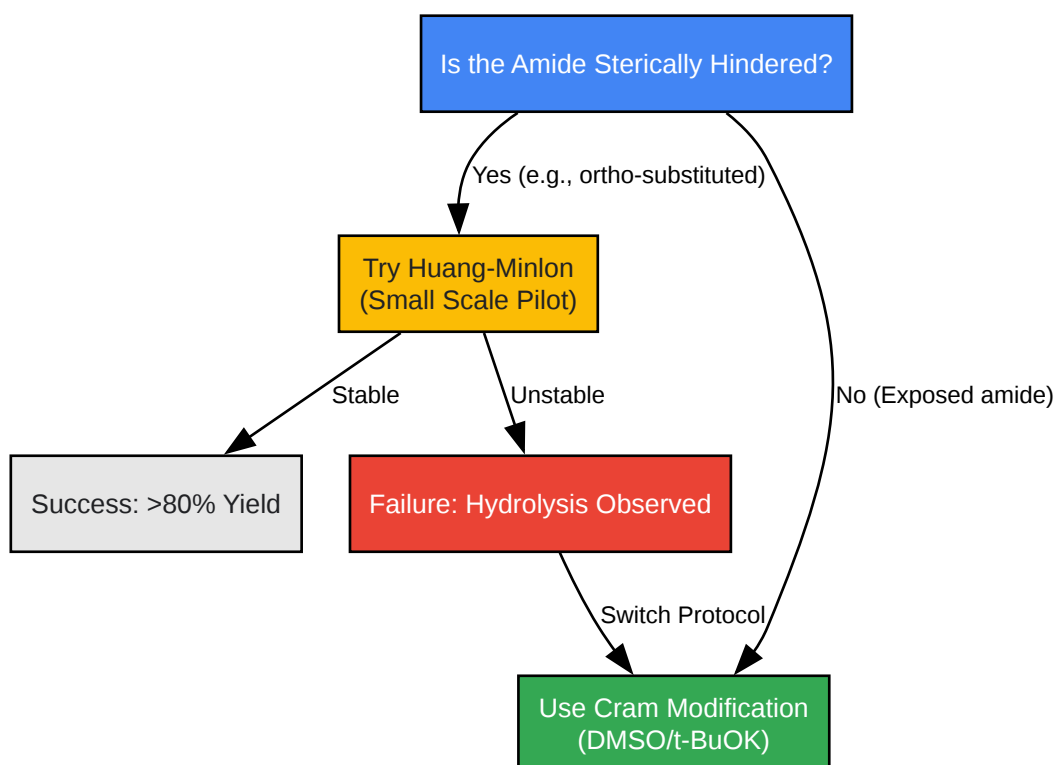 Is the Amide Sterically Hindered?
Yes (e.g., ortho-substituted)
Try Huang-Minlon
(Small Scale Pilot)
Stable
Unstable
No (Exposed amide)
Success: >80% Yield
Failure: Hydrolysis Observed
Switch Protocol
Use Cram Modification
(DMSO/t-BuOK)